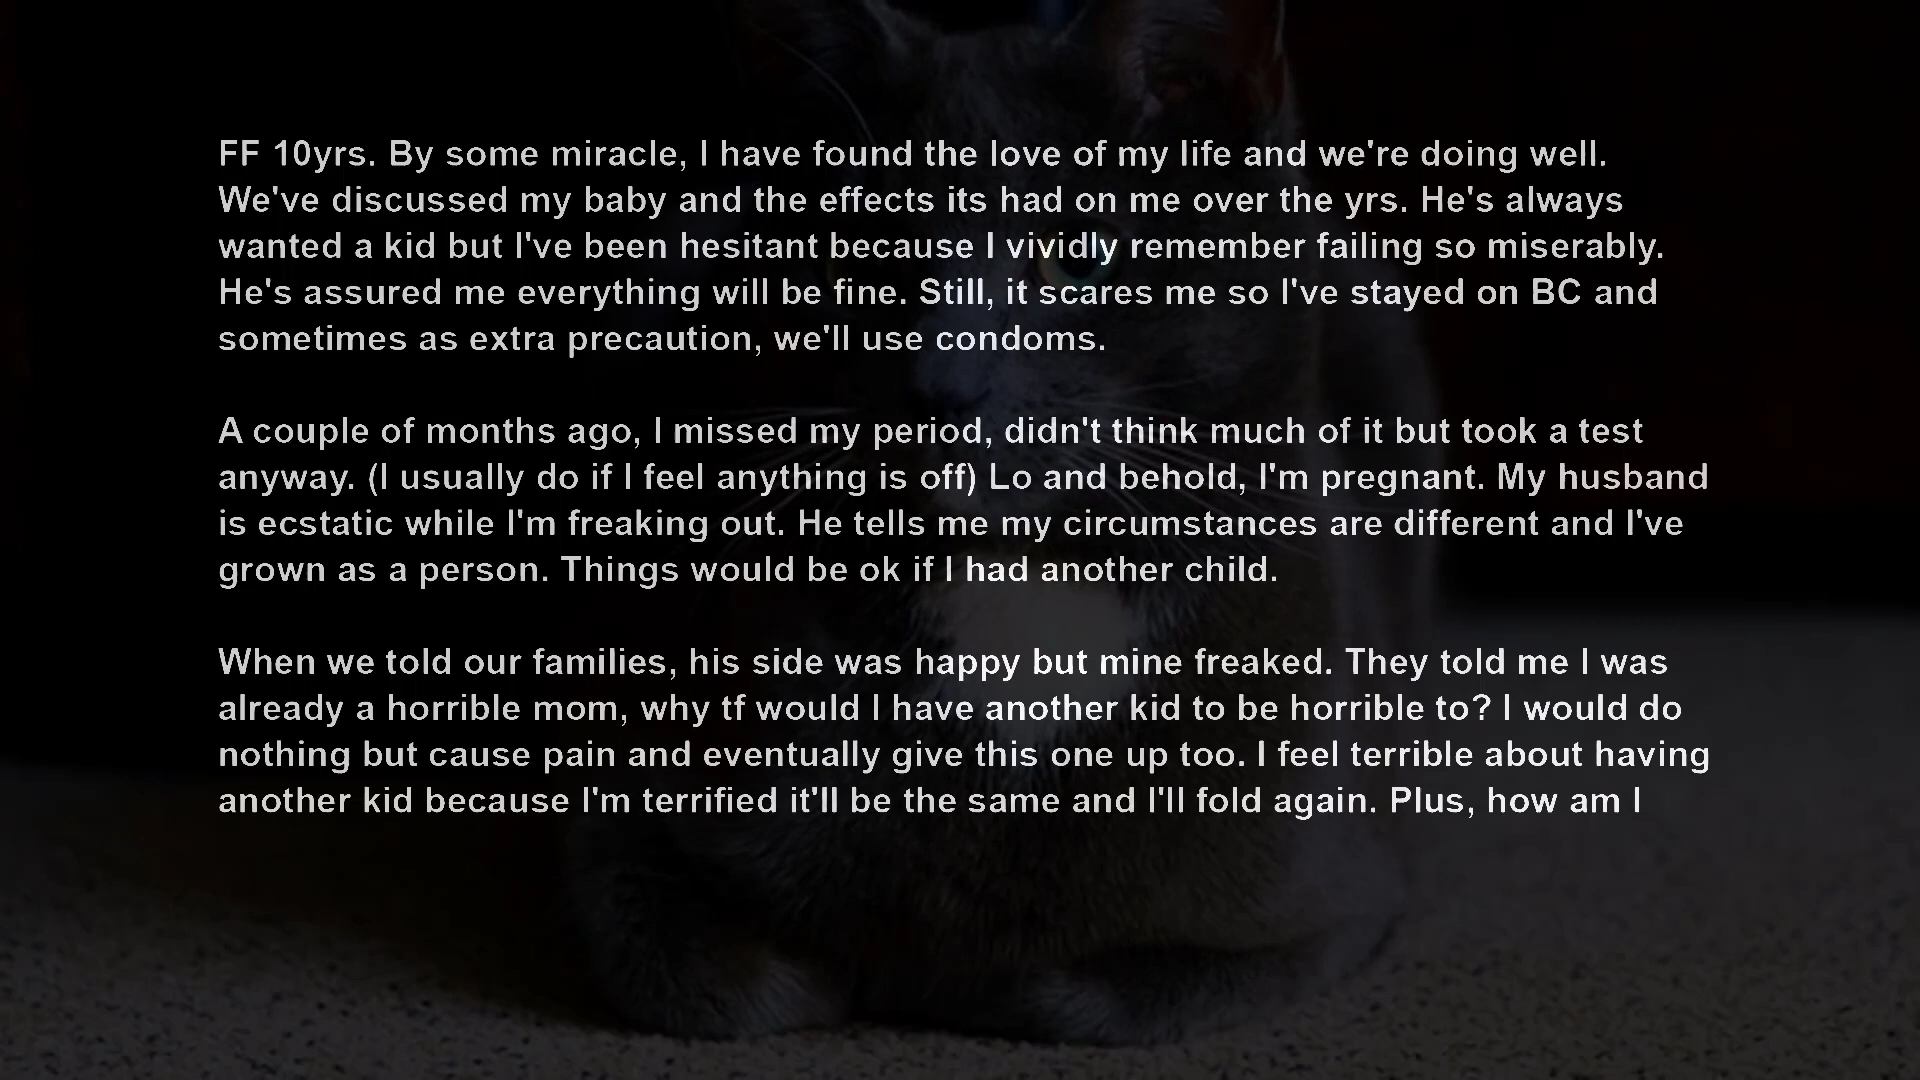 FF 10yrs. By some miracle, I have found the love of my life and we're doing well.
We've discussed my baby and the effects its had on me over the yrs. He's always
wanted a kid but I've been hesitant because I vividly remember failing so miserably.
He's assured me everything will be fine. Still, it scares me so I've stayed on BC and
sometimes as extra precaution, we'll use condoms.
A couple of months ago, I missed my period, didn't think much of it but took a test
anyway. (I usually do if I feel anything is off) Lo and behold, I'm pregnant. My husband
is ecstatic while I'm freaking out. He tells me my circumstances are different and I've
grown as a person. Things would be ok if I had another child.
When we told our families, his side was happy but mine freaked. They told me I was
already a horrible mom, why tf would I have another kid to be horrible to? I would do
nothing but cause pain and eventually give this one up too. I feel terrible about having
another kid because I'm terrified it'll be the same and I'll fold again. Plus, how am I